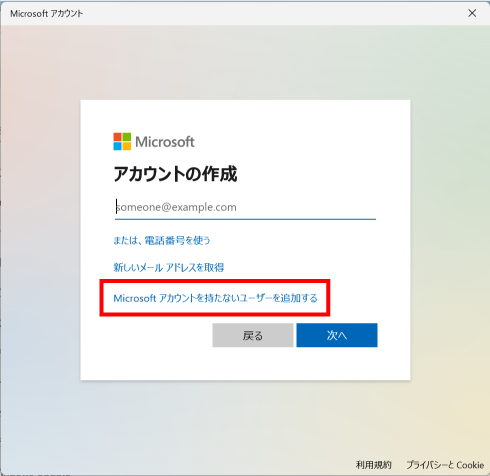 Microsoft アカウント
Microsoft
アカウントの作成
someone@example.com
または、電話番号を使う
新しいメール アドレスを取得
Microsoft アカウントを持たないユーザーを追加する
戻る
次へ
利用規約
プライバシーと Cookie